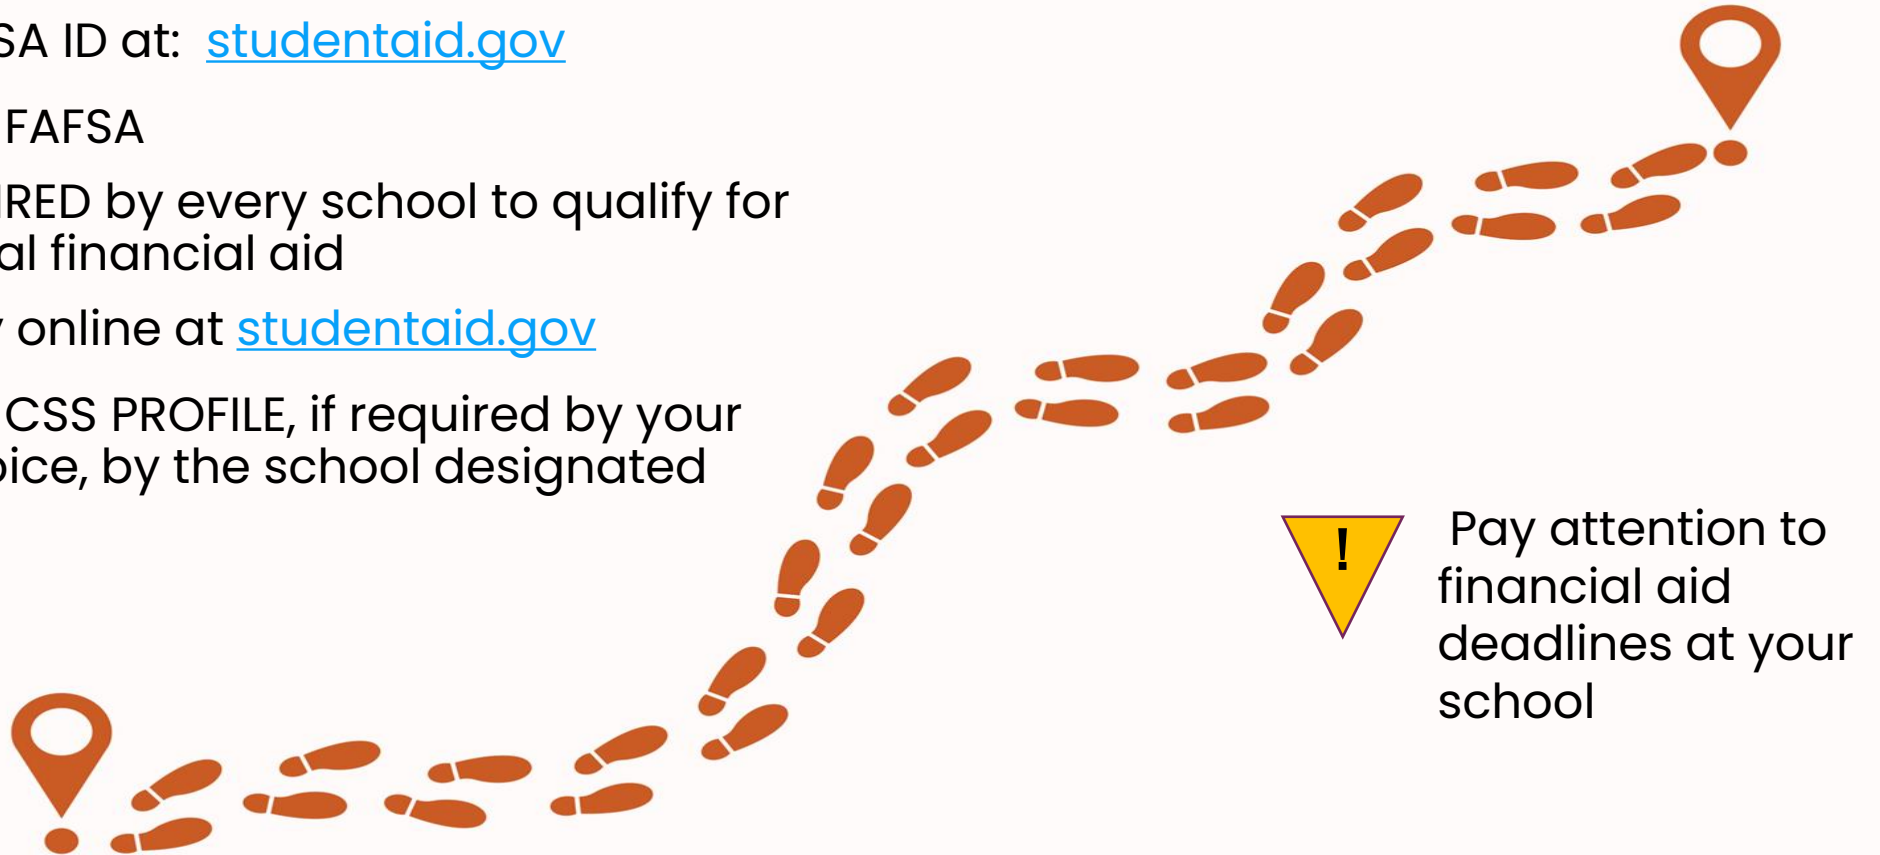 SA ID at: studentaid.gov
FAFSA
IRED by every school to qualify for
al financial aid
y online at studentaid.gov
CSS PROFILE, if required by your
oice, by the school designated
!
Pay attention to
financial aid
deadlines at your
school